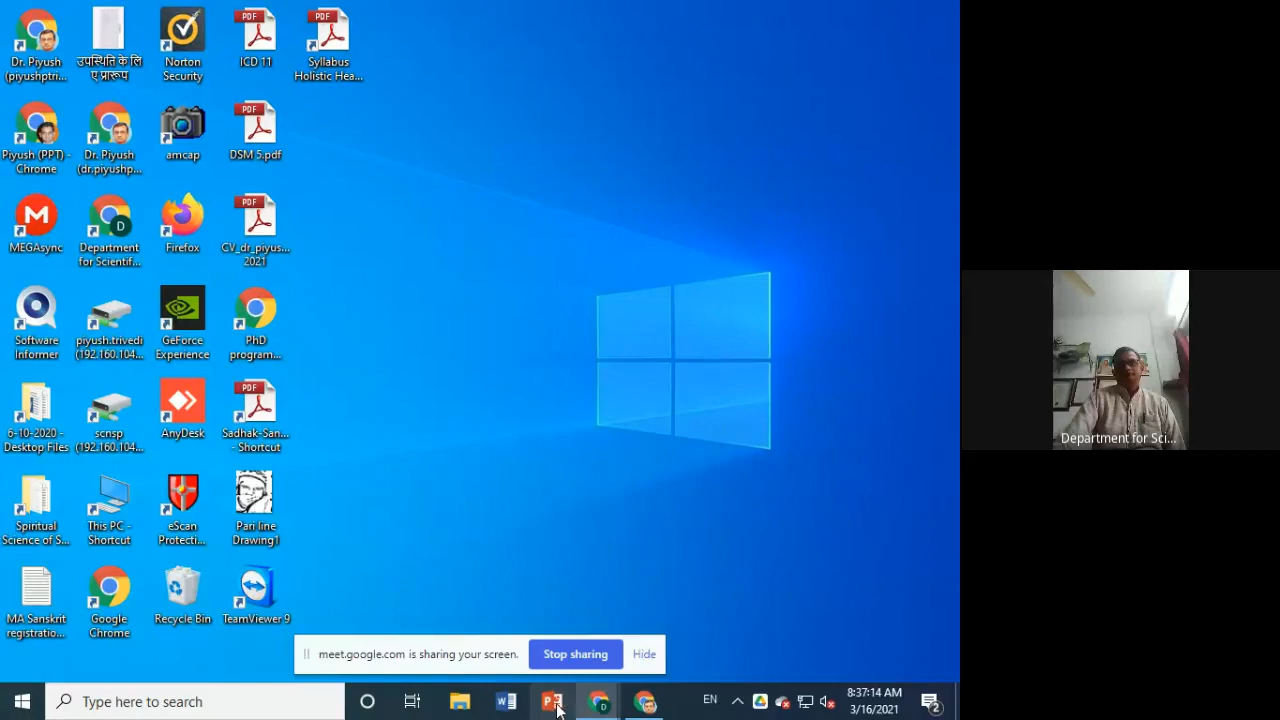 Dr. Piyush
(piyushptri...
उपस्थिति के लि
ए प्रारूप
Norton
Security
PDF
ICD 11
PDF
Syllabus
Holistic Hea...
Piyush (PPT) -
Chrome
Dr. Piyush
(dr.piyushp...
amcap
PDF
DSM 5.pdf
M
MEGAsync
D
Department
for Scientif...
Firefox
PDF
CV_dr_piyus...
2021
Software
Informer
piyush.trivedi
(192.160.104...
GeForce
Experience
PhD
program...
6-10-2020 -
Desktop Files
scnsp
(192.160.104...
AnyDesk
PDF
Sadhak-San...
- Shortcut
Spiritual
Science of S...
This PC -
Shortcut
eScan
Protecti...
Pari line
Drawing1
MA Sanskrit
registratio...
Google
Chrome
Recycle Bin
TeamViewer 9
meet.google.com is sharing your screen.
Stop sharing
Hide
Type here to search
W
P
D
EN
8:37:14 AM
3/16/2021
2
Department for Sci...